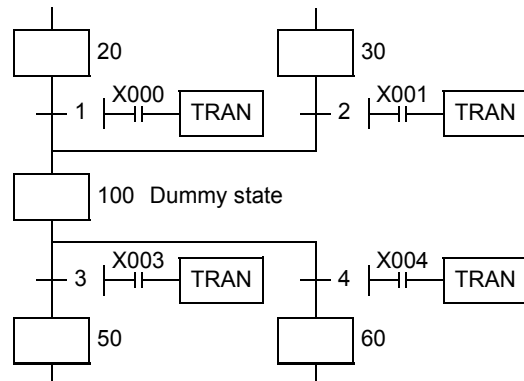 20
30
X000
X001
1
TRAN
2
TRAN
100 Dummy state
X003
X004
3
TRAN
4
TRAN
50
60